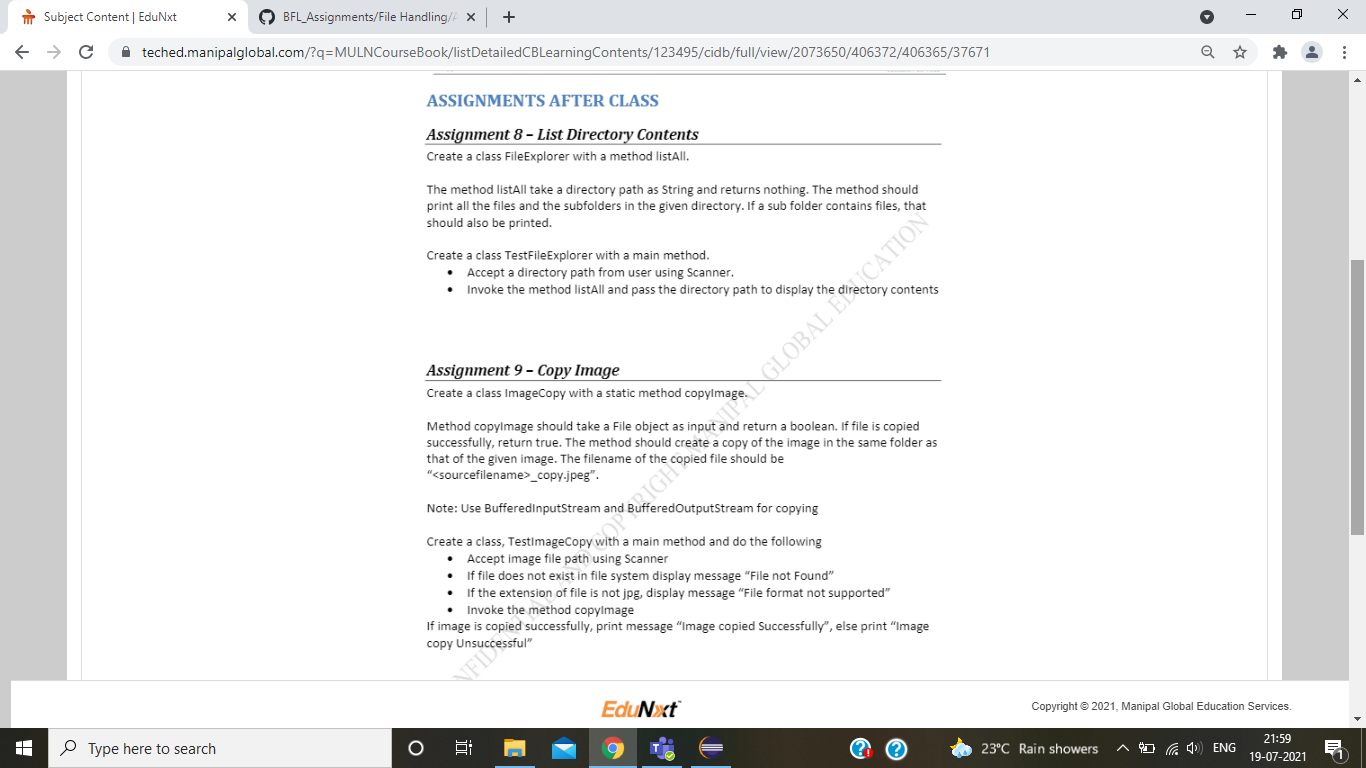 Subject Content | EduNxt
BFL_Assignments/File Handling/
teched.manipalglobal.com/?q=MULNCourseBook/listDetailedCBLearningContents/123495/cidb/full/view/2073650/406372/406365/37671
ASSIGNMENTS AFTER CLASS
Assignment 8 – List Directory Contents
Create a class FileExplorer with a method listAll.
The method listAll take a directory path as String and returns nothing. The method should
print all the files and the subfolders in the given directory. If a sub folder contains files, that
should also be printed.
Create a class TestFileExplorer with a main method.
• Accept a directory path from user using Scanner.
• Invoke the method listAll and pass the directory path to display the directory contents
Assignment 9 – Copy Image
Create a class ImageCopy with a static method copyImage.
Method copyImage should take a File object as input and return a boolean. If file is copied
successfully, return true. The method should create a copy of the image in the same folder as
that of the given image. The filename of the copied file should be
“<sourcefilename>_copy.jpeg”.
Note: Use BufferedInputStream and BufferedOutputStream for copying
Create a class, TestImageCopy with a main method and do the following
• Accept image file path using Scanner
• If file does not exist in file system display message “File not Found”
• If the extension of file is not jpg, display message “File format not supported”
• Invoke the method copyImage
If image is copied successfully, print message “Image copied Successfully”, else print “Image
copy Unsuccessful”
NFIDENTIAL AND COPYRIGHT MANIPAL GLOBAL EDUCATION
EduNxt
Copyright © 2021, Manipal Global Education Services.
Type here to search
23°C Rain showers
ENG
21:59
19-07-2021
1